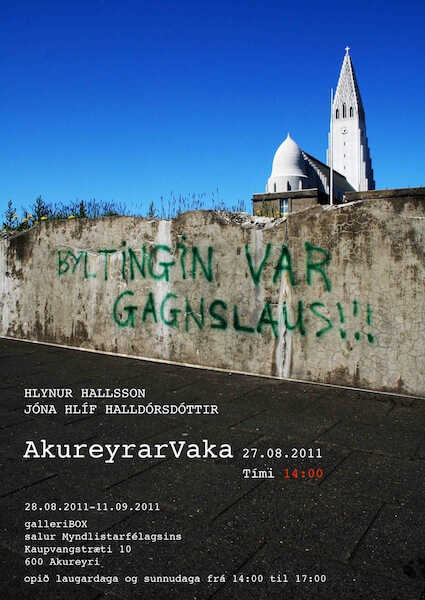 BYLTINGIN VAR
GAGNSLAUS!!!
HLYNUR HALLSSON
JÓNA HLÍF HALLDÓRSDÓTTIR
AkureyrarVaka 27.08.2011
Tími 14:00
28.08.2011-11.09.2011
galleriBOX
salur Myndlistarfélagsins
Kaupvangstræti 10
600 Akureyri
opið laugardaga og sunnudaga frá 14:00 til 17:00